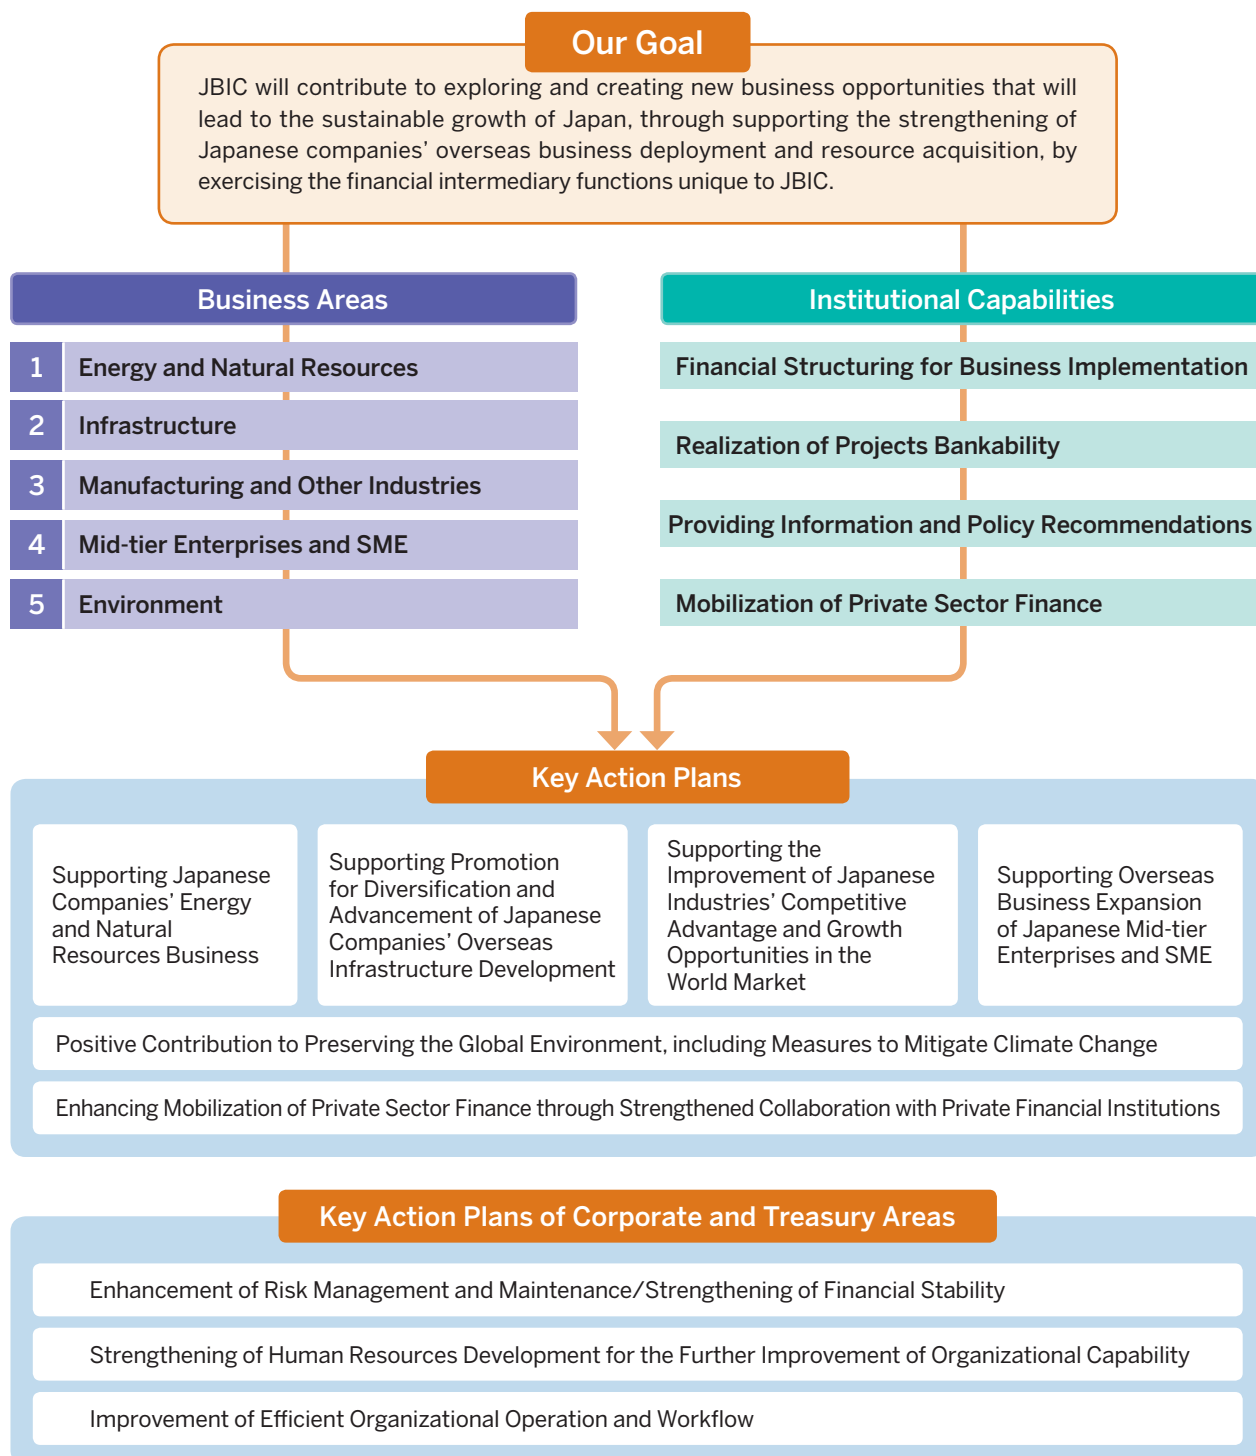 Our Goal
JBIC will contribute to exploring and creating new business opportunities that will
lead to the sustainable growth of Japan, through supporting the strengthening of
Japanese companies’ overseas business deployment and resource acquisition, by
exercising the financial intermediary functions unique to JBIC.
Business Areas
1 Energy and Natural Resources
2 Infrastructure
3 Manufacturing and Other Industries
4 Mid-tier Enterprises and SME
5 Environment
Institutional Capabilities
Financial Structuring for Business Implementation
Realization of Projects Bankability
Providing Information and Policy Recommendations
Mobilization of Private Sector Finance
Key Action Plans
Supporting Japanese
Companies’ Energy
and Natural
Resources Business
Supporting Promotion
for Diversification and
Advancement of Japanese
Companies’ Overseas
Infrastructure Development
Supporting the
Improvement of Japanese
Industries’ Competitive
Advantage and Growth
Opportunities in the
World Market
Supporting Overseas
Business Expansion
of Japanese Mid-tier
Enterprises and SME
Positive Contribution to Preserving the Global Environment, including Measures to Mitigate Climate Change
Enhancing Mobilization of Private Sector Finance through Strengthened Collaboration with Private Financial Institutions
Key Action Plans of Corporate and Treasury Areas
Enhancement of Risk Management and Maintenance/Strengthening of Financial Stability
Strengthening of Human Resources Development for the Further Improvement of Organizational Capability
Improvement of Efficient Organizational Operation and Workflow